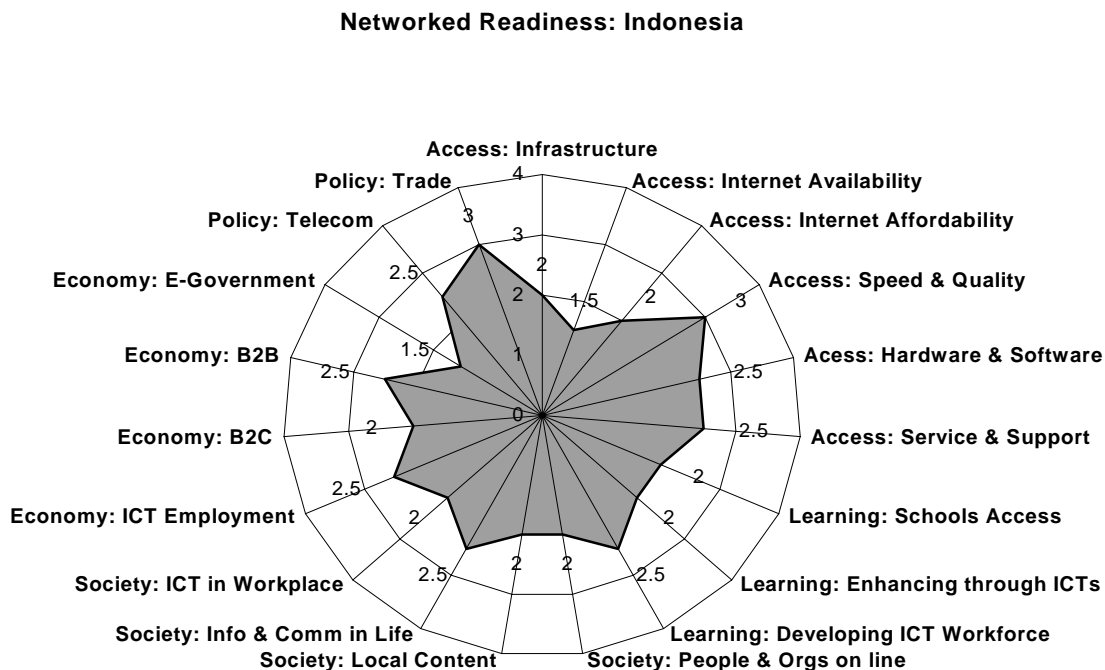 Networked Readiness: Indonesia
Access: Infrastructure
4
Policy: Trade
Access: Internet Availability
3
Policy: Telecom
Access: Internet Affordability
3
2
2.5
Economy: E-Government
Access: Speed & Quality
2
2
1.5
3
Economy: B2B
1.5
1
Acess: Hardware & Software
2.5
2.5
0
Economy: B2C
2
2.5
Access: Service & Support
2.5
2
Economy: ICT Employment
Learning: Schools Access
2
2
Society: ICT in Workplace
2.5
2
2
2.5
Learning: Enhancing through ICTs
Society: Info & Comm in Life
Learning: Developing ICT Workforce
Society: Local Content
Society: People & Orgs on line